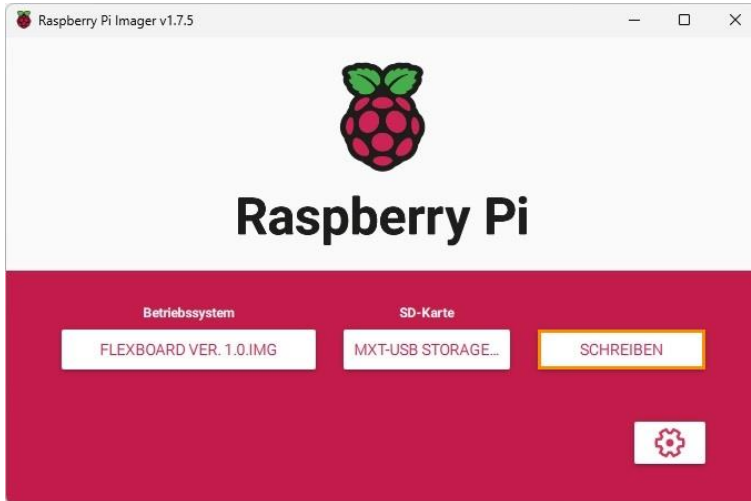 Raspberry Pi Imager v1.7.5
Raspberry Pi
Betriebssystem
SD-Karte
FLEXBOARD VER. 1.0.IMG
MXT-USB STORAGE...
SCHREIBEN